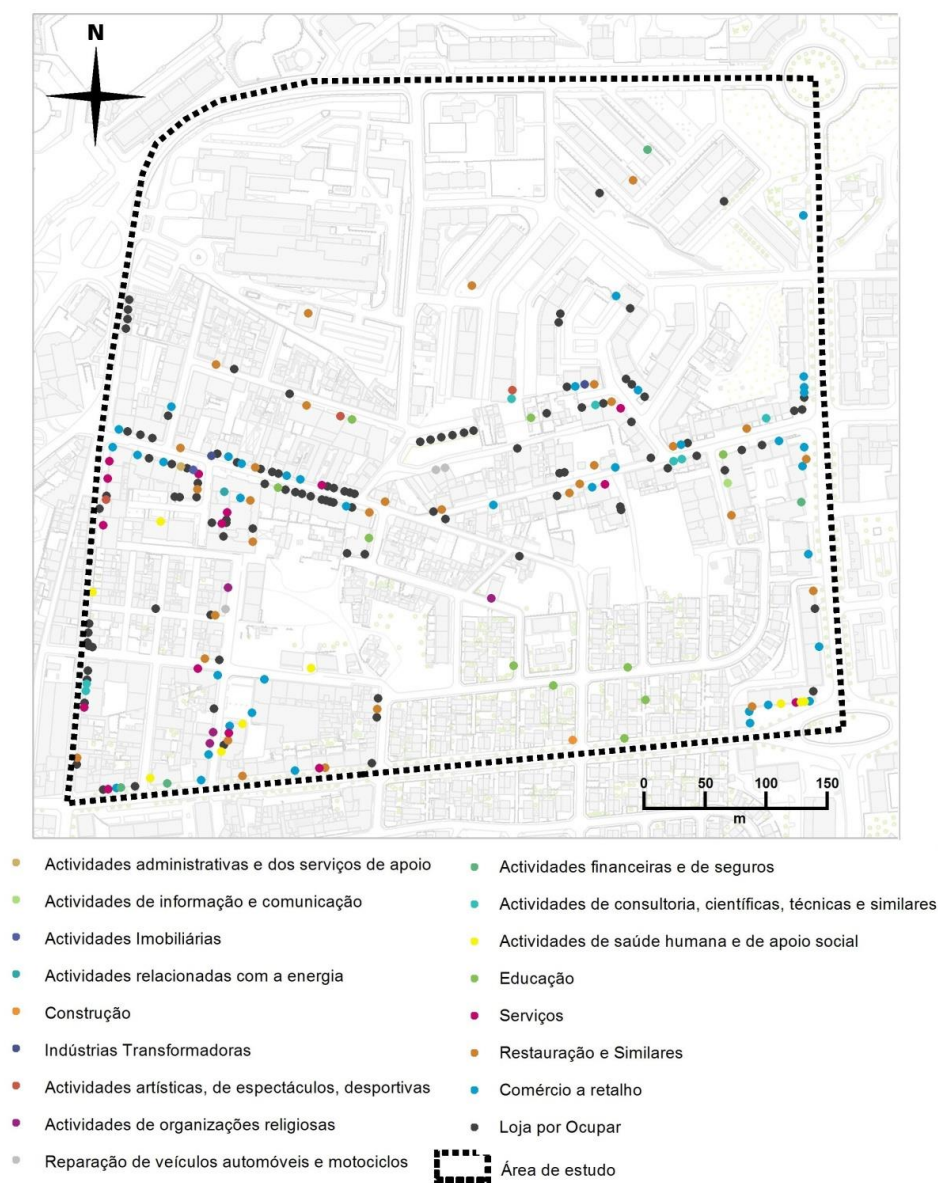 N
0 50 100 150
m
Actividades administrativas e dos serviços de apoio
Actividades de informação e comunicação
Actividades Imobiliárias
Actividades relacionadas com a energia
Construção
Indústrias Transformadoras
Actividades artísticas, de espectáculos, desportivas
Actividades de organizações religiosas
Reparação de veículos automóveis e motociclos
Actividades financeiras e de seguros
Actividades de consultoria, científicas, técnicas e similares
Actividades de saúde humana e de apoio social
Educação
Serviços
Restauração e Similares
Comércio a retalho
Loja por Ocupar
Área de estudo